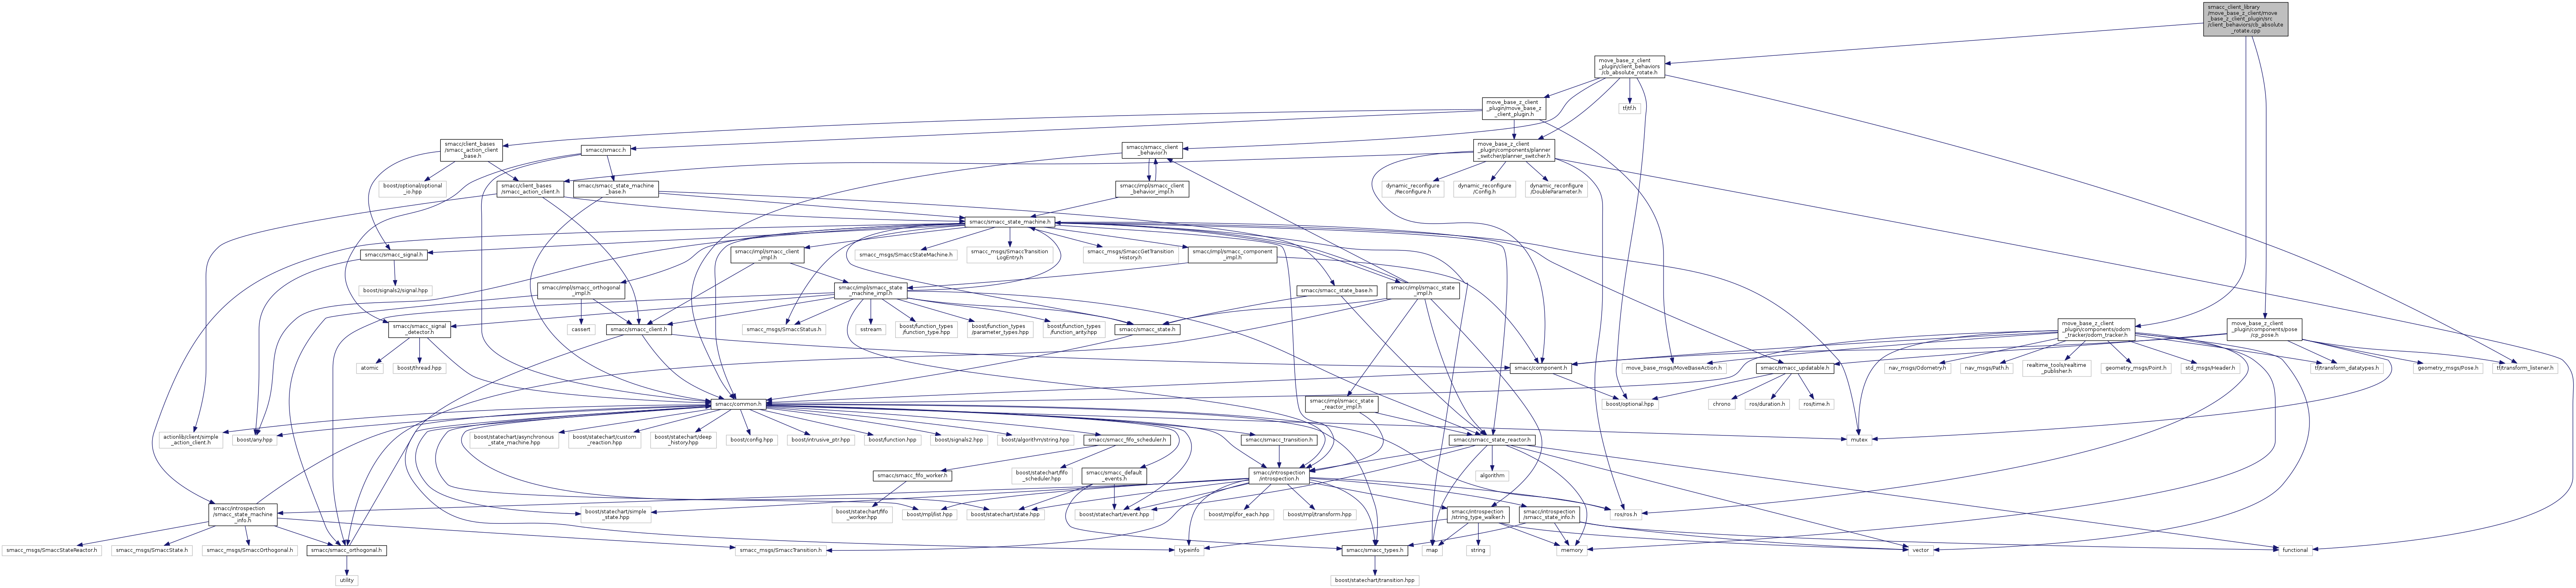 smacc_client_library
/move_base_z_client/move
_base_z_client_plugin/src
/client_behaviors/cb_absolute
_rotate.cpp
move_base_z_client
_plugin/client_behaviors
/cb_absolute_rotate.h
move_base_z_client
_plugin/move_base_z
_client_plugin.h
tf/tf.h
smacc/client_bases
/smacc_action_client
_base.h
smacc/smacc.h
smacc/smacc_client
_behavior.h
move_base_z_client
_plugin/components/planner
_switcher/planner_switcher.h
boost/optional/optional
_io.hpp
smacc/client_bases
/smacc_action_client.h
smacc/smacc_state_machine
_base.h
smacc/impl/smacc_client
_behavior_impl.h
dynamic_reconfigure
/Reconfigure.h
dynamic_reconfigure
/Config.h
dynamic_reconfigure
/DoubleParameter.h
smacc/smacc_state_machine.h
smacc/smacc_signal.h
smacc/impl/smacc_client
_impl.h
smacc_msgs/SmaccStateMachine.h
smacc_msgs/SmaccTransition
LogEntry.h
smacc_msgs/SmaccGetTransition
History.h
smacc/impl/smacc_component
_impl.h
boost/signals2/signal.hpp
smacc/impl/smacc_orthogonal
_impl.h
smacc/impl/smacc_state
_machine_impl.h
smacc/smacc_state_base.h
smacc/impl/smacc_state
_impl.h
smacc/smacc_signal
_detector.h
cassert
smacc/smacc_client.h
smacc_msgs/SmaccStatus.h
sstream
boost/function_types
/function_type.hpp
boost/function_types
/parameter_types.hpp
boost/function_types
/function_arity.hpp
smacc/smacc_state.h
move_base_z_client
_plugin/components/odom
_tracker/odom_tracker.h
move_base_z_client
_plugin/components/pose
/cp_pose.h
atomic
boost/thread.hpp
smacc/component.h
move_base_msgs/MoveBaseAction.h
smacc/smacc_updatable.h
nav_msgs/Odometry.h
nav_msgs/Path.h
realtime_tools/realtime
_publisher.h
geometry_msgs/Point.h
std_msgs/Header.h
tf/transform_datatypes.h
geometry_msgs/Pose.h
tf/transform_listener.h
smacc/common.h
smacc/impl/smacc_state
_reactor_impl.h
boost/optional.hpp
chrono
ros/duration.h
ros/time.h
actionlib/client/simple
_action_client.h
boost/any.hpp
boost/statechart/asynchronous
_state_machine.hpp
boost/statechart/custom
_reaction.hpp
boost/statechart/deep
_history.hpp
boost/config.hpp
boost/intrusive_ptr.hpp
boost/function.hpp
boost/signals2.hpp
boost/algorithm/string.hpp
smacc/smacc_fifo_scheduler.h
smacc/smacc_transition.h
smacc/smacc_state_reactor.h
mutex
smacc/smacc_fifo_worker.h
boost/statechart/fifo
_scheduler.hpp
smacc/smacc_default
_events.h
smacc/introspection
/introspection.h
algorithm
smacc/introspection
/smacc_state_machine
_info.h
boost/statechart/simple
_state.hpp
boost/statechart/fifo
_worker.hpp
boost/mpl/list.hpp
boost/statechart/state.hpp
boost/statechart/event.hpp
boost/mpl/for_each.hpp
boost/mpl/transform.hpp
smacc/introspection
/string_type_walker.h
smacc/introspection
/smacc_state_info.h
ros/ros.h
smacc_msgs/SmaccStateReactor.h
smacc_msgs/SmaccState.h
smacc_msgs/SmaccOrthogonal.h
smacc/smacc_orthogonal.h
smacc_msgs/SmaccTransition.h
typeinfo
smacc/smacc_types.h
map
string
memory
vector
functional
utility
boost/statechart/transition.hpp